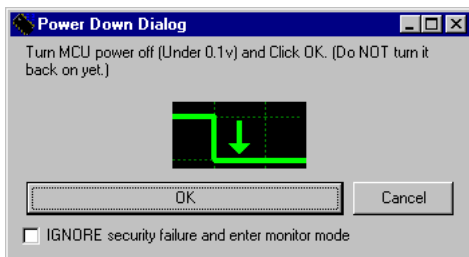 Power Down Dialog
Turn MCU power off (Under 0.1v) and Click OK. (Do NOT turn it
back on yet.)
OK
Cancel
IGNORE security failure and enter monitor mode